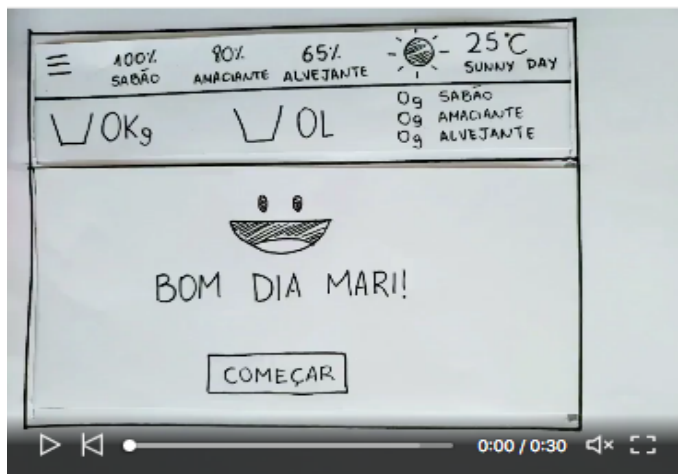 100% 80% 65% 25°C
SABÃO AMACIANTE ALVEJANTE SUNNY DAY
0Kg 0L
0g SABÃO
0g AMACIANTE
0g ALVEJANTE
BOM DIA MARI!
COMEÇAR
0:00 / 0:30